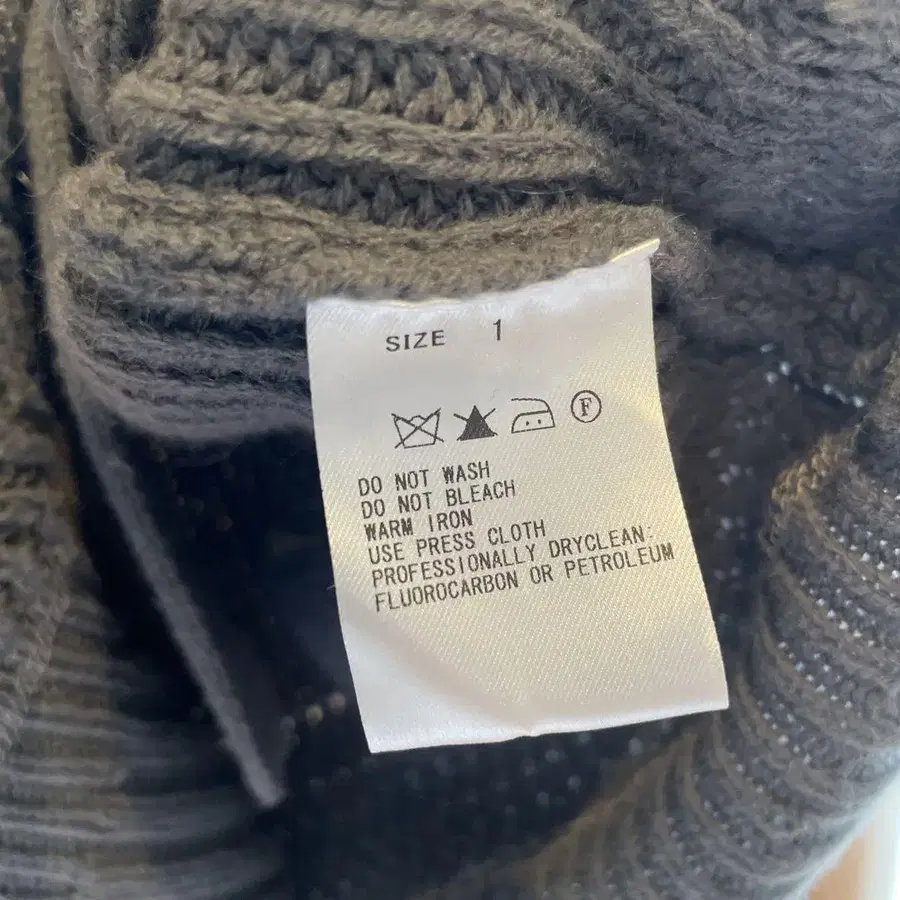 SIZE 1
F
DO NOT WASH
DO NOT BLEACH
WARM IRON
USE PRESS CLOTH
PROFESSIONALLY DRYCLEAN:
FLUOROCARBON OR PETROLEUM